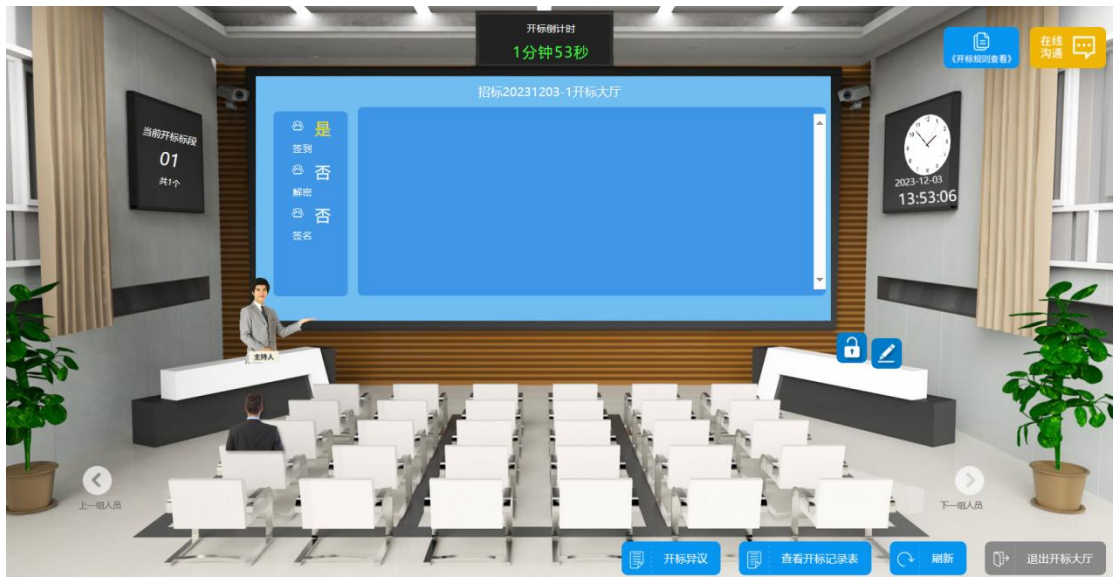 开标倒计时
1分钟53秒
《开标规则查看》
在线
沟通
招标20231203-1开标大厅
当前开标标段
01
共1个
是
签到
否
解密
否
签名
2023-12-03
13:53:06
主持人
上一组人员
下一组人员
开标异议
查看开标记录表
刷新
退出开标大厅